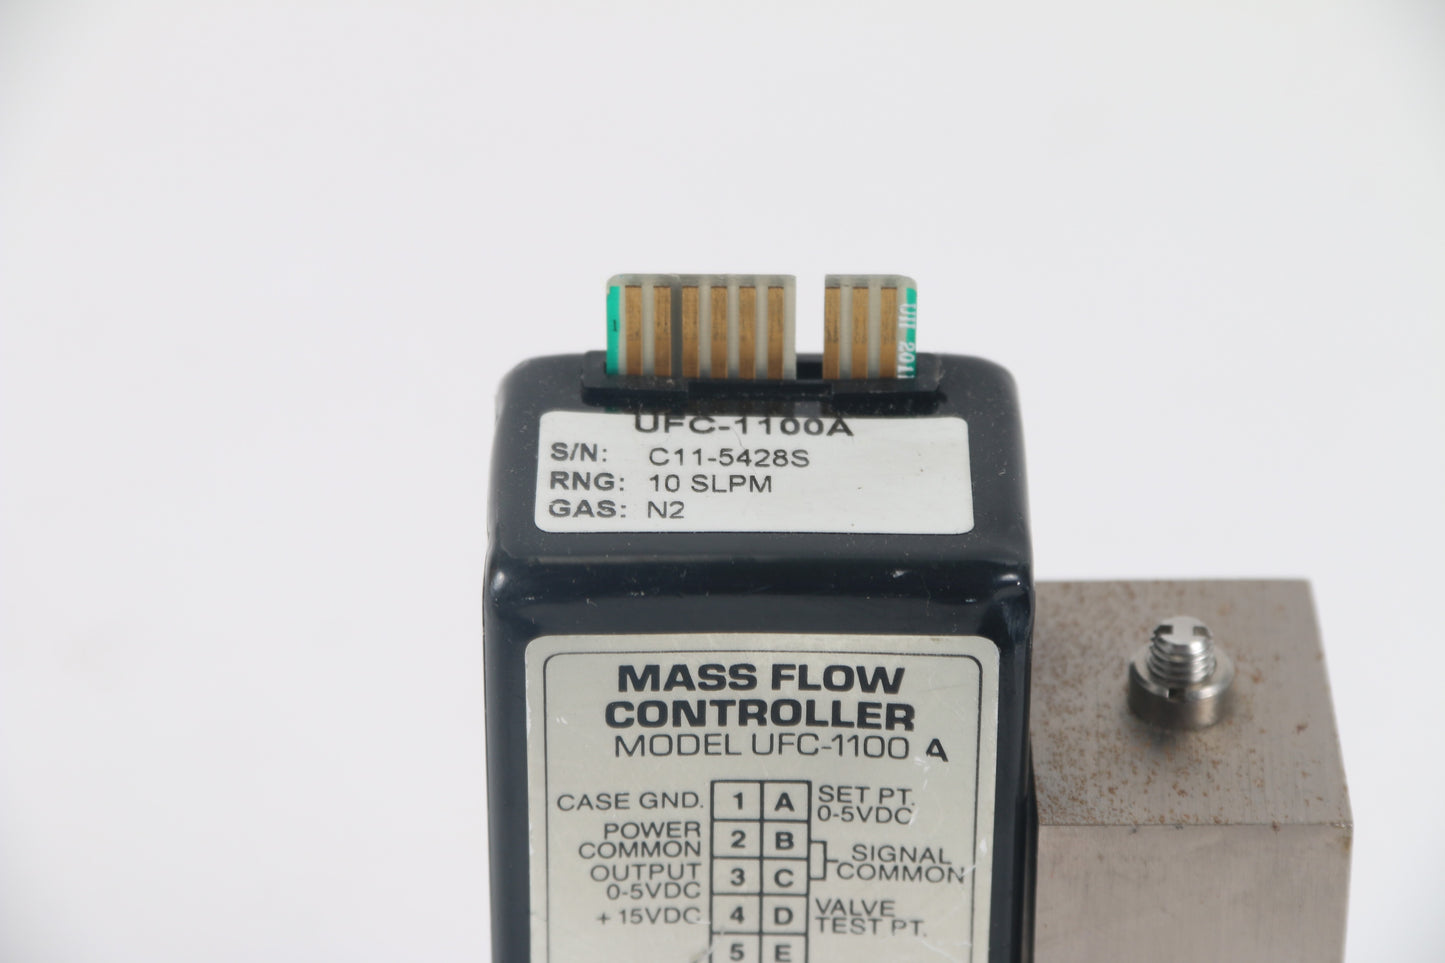 UFC-1100A
S/N: C11-5428S
RNG: 10 SLPM
GAS: N2
MASS FLOW
CONTROLLER
MODEL UFC-1100 A
CASE GND. 1 A SET PT.
0-5VDC
POWER
COMMON 2 B
SIGNAL
COMMON
OUTPUT
0-5VDC 3 C
+ 15VDC 4 D VALVE
TEST PT.
5 E